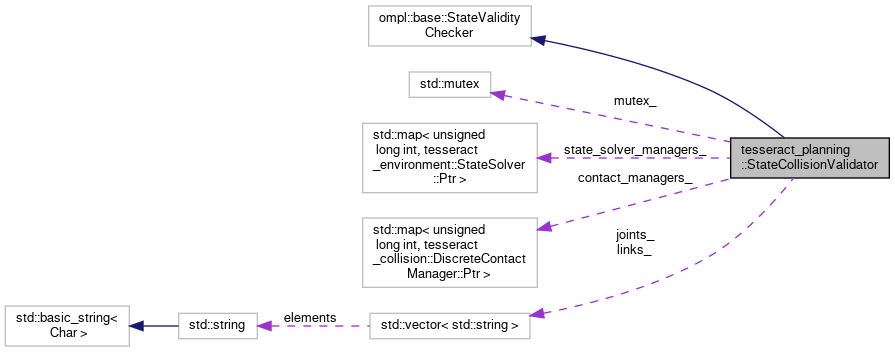 ompl::base::StateValidity
Checker
std::mutex
mutex_
std::map< unsigned
long int, tesseract
_environment::StateSolver
::Ptr >
state_solver_managers_
tesseract_planning
::StateCollisionValidator
contact_managers_
std::map< unsigned
long int, tesseract
_collision::DiscreteContact
Manager::Ptr >
joints_
links_
std::basic_string<
Char >
std::string
elements
std::vector< std::string >